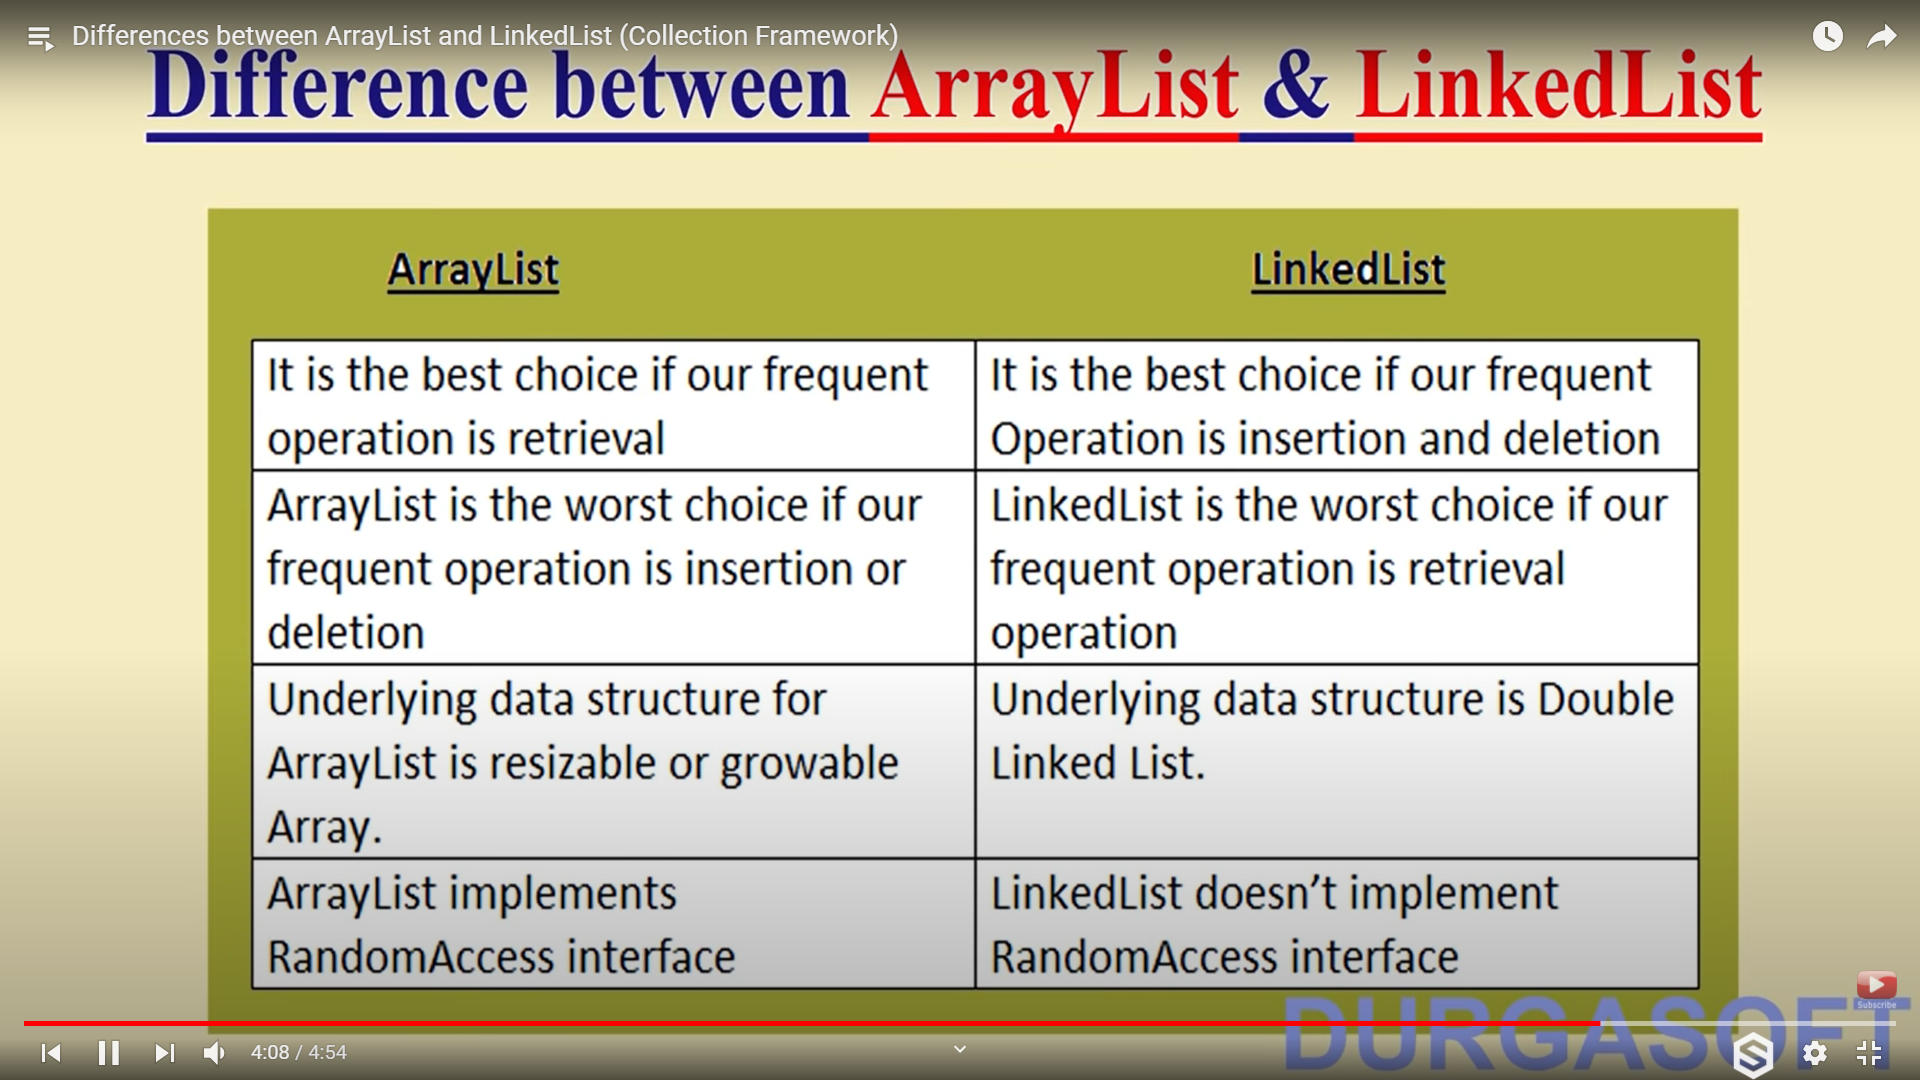 Differences between ArrayList and LinkedList (Collection Framework)
Difference between ArrayList & LinkedList
ArrayList
LinkedList
It is the best choice if our frequent
operation is retrieval
It is the best choice if our frequent
Operation is insertion and deletion
ArrayList is the worst choice if our
frequent operation is insertion or
deletion
LinkedList is the worst choice if our
frequent operation is retrieval
operation
Underlying data structure for
ArrayList is resizable or growable
Array.
Underlying data structure is Double
Linked List.
ArrayList implements
RandomAccess interface
LinkedList doesn’t implement
RandomAccess interface
Subscribe
DURGASOFT
4:08 / 4:54